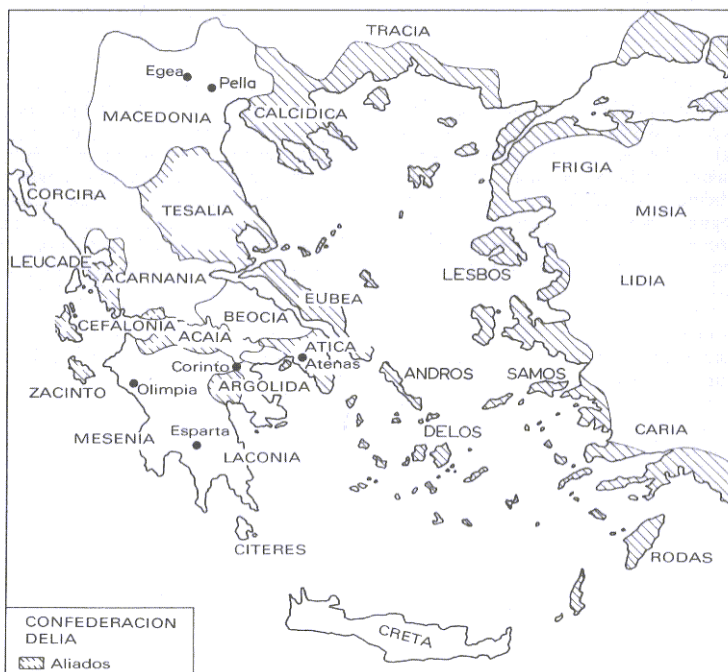 TRACIA
Egea
Pella
MACEDONIA
CALCIDICA
FRIGIA
CORCIRA
TESALIA
MISIA
LEUCADE
ACARNANIA
LESBOS
LIDIA
EUBEA
BEOCIA
CEFALONIA
ACAIA
ATICA
Corinto
Atenas
ANDROS
SAMOS
ZACINTO
Olimpia
ARGOLIDA
DELOS
MESENIA
Esparta
LACONIA
CARIA
CITERES
RODAS
CRETA
CONFEDERACION
DELIA
Aliados